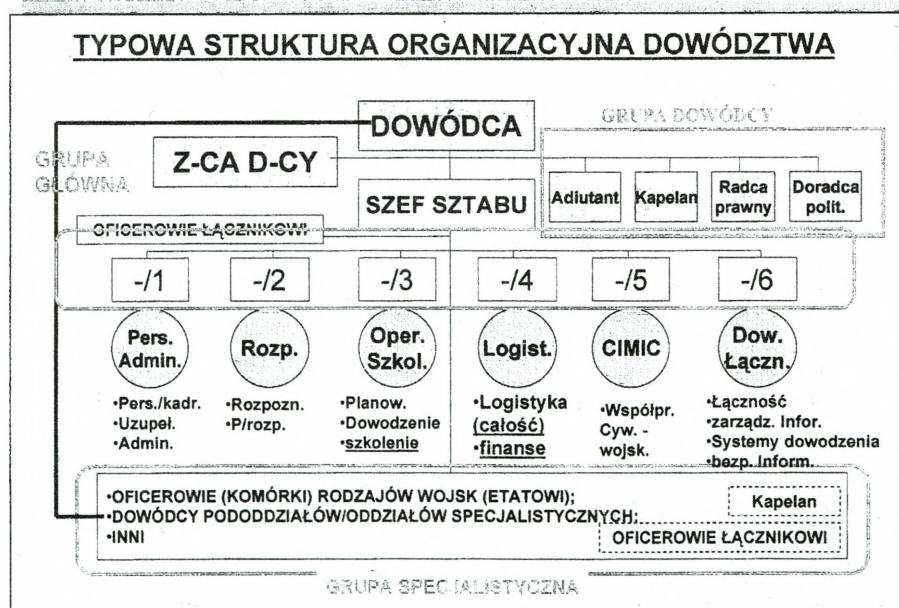 TYPOWA STRUKTURA ORGANIZACYJNA DOWÓDZTWA
DOWÓDCA
GRUPA DOWÓDCY
GRUPA
GŁÓWNA
Z-CA D-CY
SZEF SZTABU
Adiutant
Kapelan
Radca
prawny
Doradca
polit.
OFICEROWIE ŁĄCZNIKOWI
-/1
-/2
-/3
-/4
-/5
-/6
Pers.
Admin.
Rozp.
Oper.
Szkol.
Logist.
CIMIC
Dow.
Łączn.
•Pers./kadr.
•Uzupeł.
•Admin.
•Rozpozn.
•P/rozp.
•Planow.
•Dowodzenie
•szkolenie
•Logistyka
(całość)
•finanse
•Współpr.
Cyw. -
wojsk.
•Łączność
•zarządz. Infor.
•Systemy dowodzenia
•bezp. Inform.
•OFICEROWIE (KOMÓRKI) RODZAJÓW WOJSK (ETATOWI);
•DOWÓDCY PODODDZIAŁÓW/ODDZIAŁÓW SPECJALISTYCZNYCH;
•INNI
Kapelan
OFICEROWIE ŁĄCZNIKOWI
GRUPA SPECJALISTYCZNA